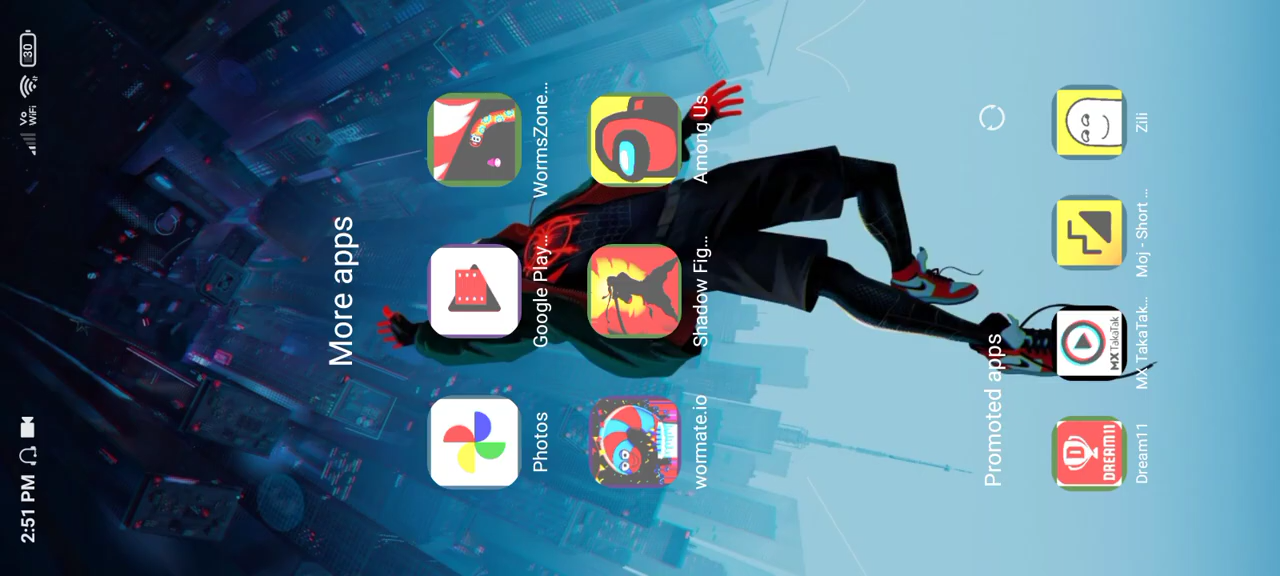 2:51 PM
Vo
WiFi
30
More apps
Photos
Google Play...
WormsZone...
wormate.io
Shadow Fig...
Among Us
Promoted apps
DREAM11
MX TakaTak
Dream11
MX TakaTak...
Moj - Short ...
Zili